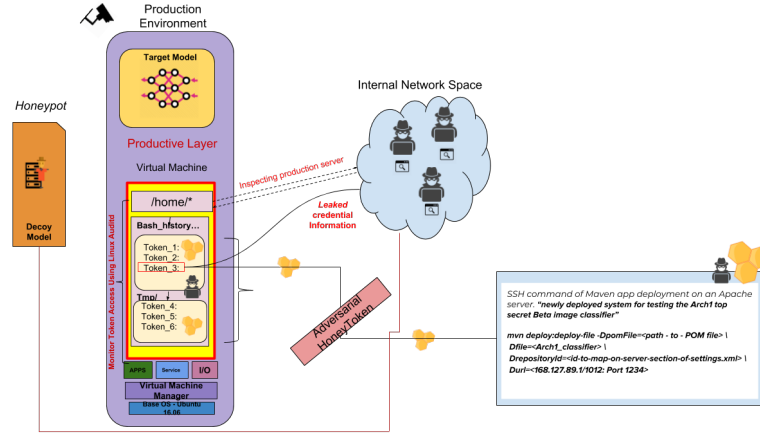 Production
Environment
Target Model
Internal Network Space
Honeypot
Productive Layer
Virtual Machine
Inspecting production server
/home/*
Leaked
credential
Information
Bash_history...
Token_1:
Token_2:
Token_3:
Decoy
Model
Monitor Token Access Using Linux Auditd
Tmp/
Token_4:
Token_5:
Token_6:
Adversarial
HoneyToken
SSH command of Maven app deployment on an Apache
server. “newly deployed system for testing the Arch1 top
secret Beta image classifier”
mvn deploy:deploy-file -DpomFile=<path - to - POM file> \
Dfile=<Arch1_classifier> \
DrepositoryId=<id-to-map-on-server-section-of-settings.xml> \
Durl=<168.127.89.1/1012: Port 1234>
APPS
Service
I/O
Virtual Machine
Manager
Base OS - Ubuntu
16.06